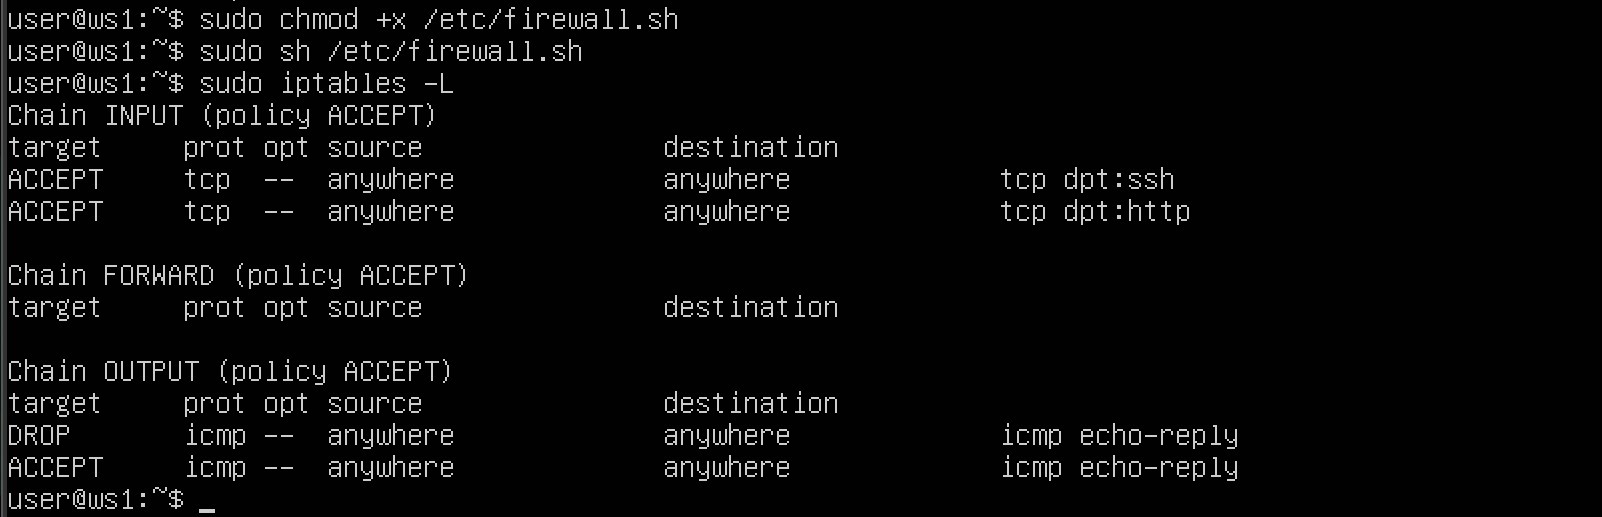 user@ws1:~$ sudo chmod +x /etc/firewall.sh
user@ws1:~$ sudo sh /etc/firewall.sh
user@ws1:~$ sudo iptables -L
Chain INPUT (policy ACCEPT)
target     prot opt source               destination
ACCEPT     tcp  --  anywhere             anywhere             tcp dpt:ssh
ACCEPT     tcp  --  anywhere             anywhere             tcp dpt:http

Chain FORWARD (policy ACCEPT)
target     prot opt source               destination

Chain OUTPUT (policy ACCEPT)
target     prot opt source               destination
DROP       icmp --  anywhere             anywhere             icmp echo-reply
ACCEPT     icmp --  anywhere             anywhere             icmp echo-reply
user@ws1:~$ _